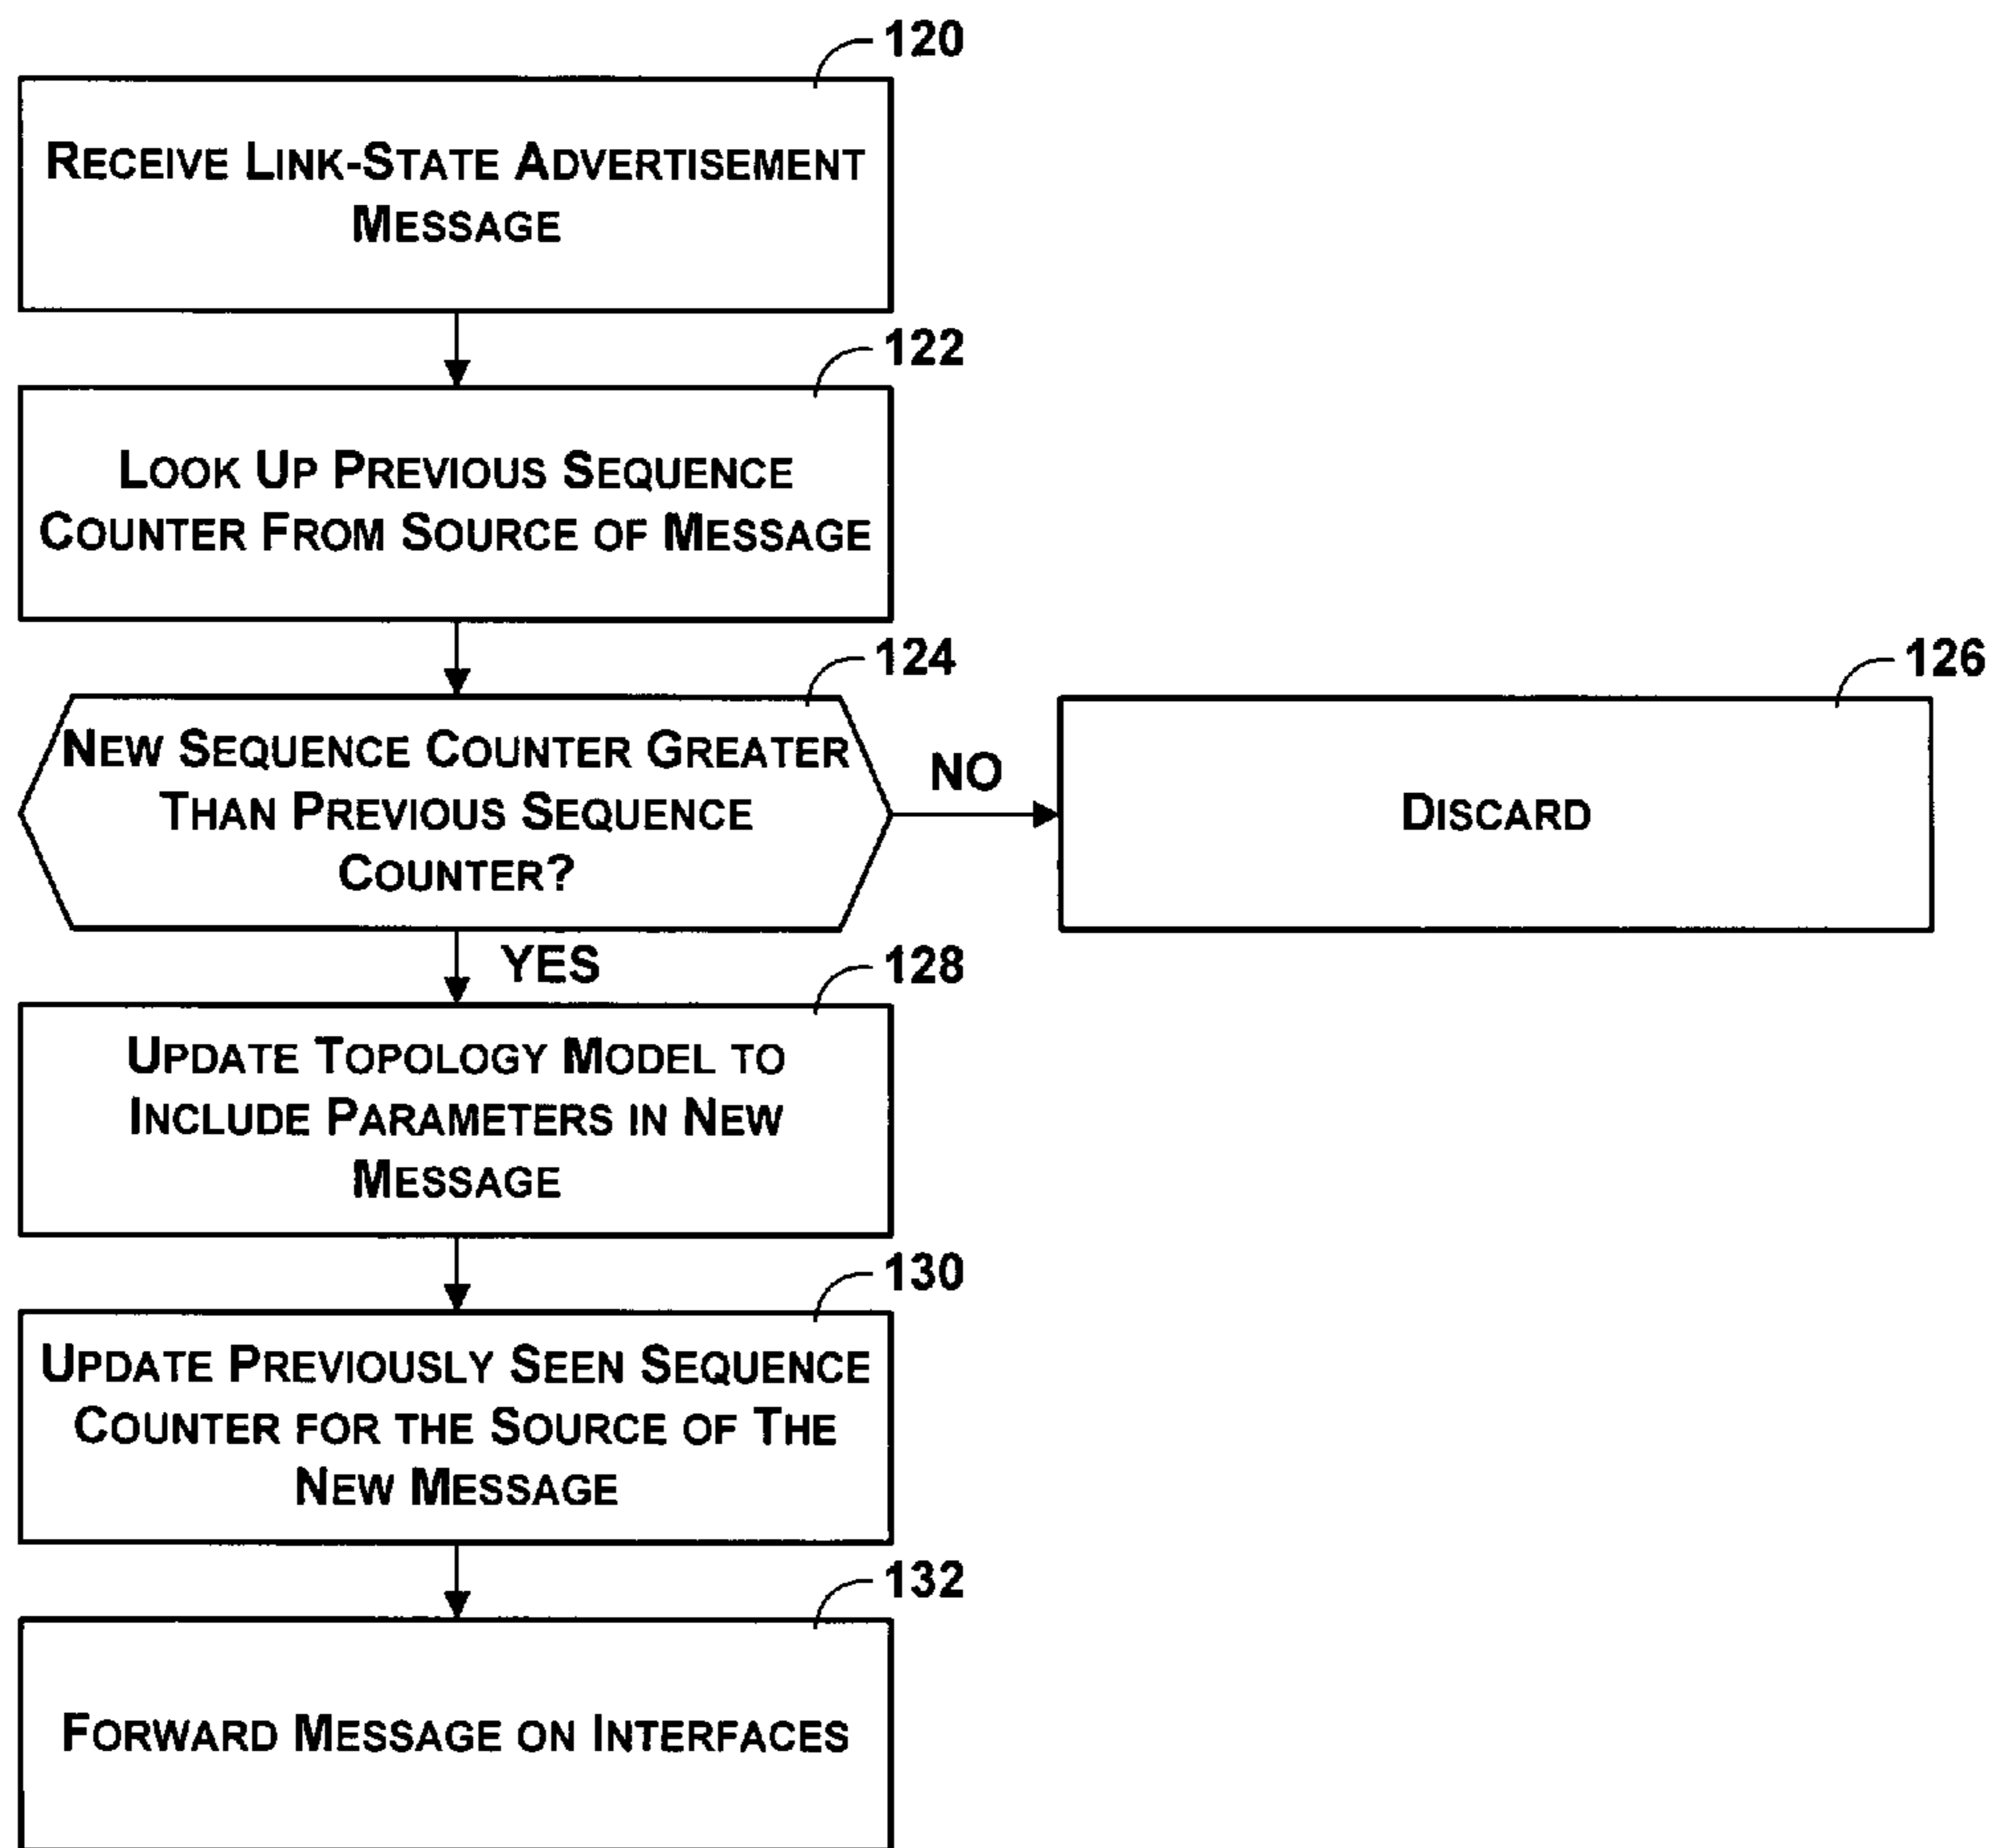 120
RECEIVE LINK-STATE ADVERTISEMENT
MESSAGE
122
LOOK UP PREVIOUS SEQUENCE
COUNTER FROM SOURCE OF MESSAGE
124
NEW SEQUENCE COUNTER GREATER
THAN PREVIOUS SEQUENCE
COUNTER?
NO
126
DISCARD
YES
128
UPDATE TOPOLOGY MODEL TO
INCLUDE PARAMETERS IN NEW
MESSAGE
130
UPDATE PREVIOUSLY SEEN SEQUENCE
COUNTER FOR THE SOURCE OF THE
NEW MESSAGE
132
FORWARD MESSAGE ON INTERFACES